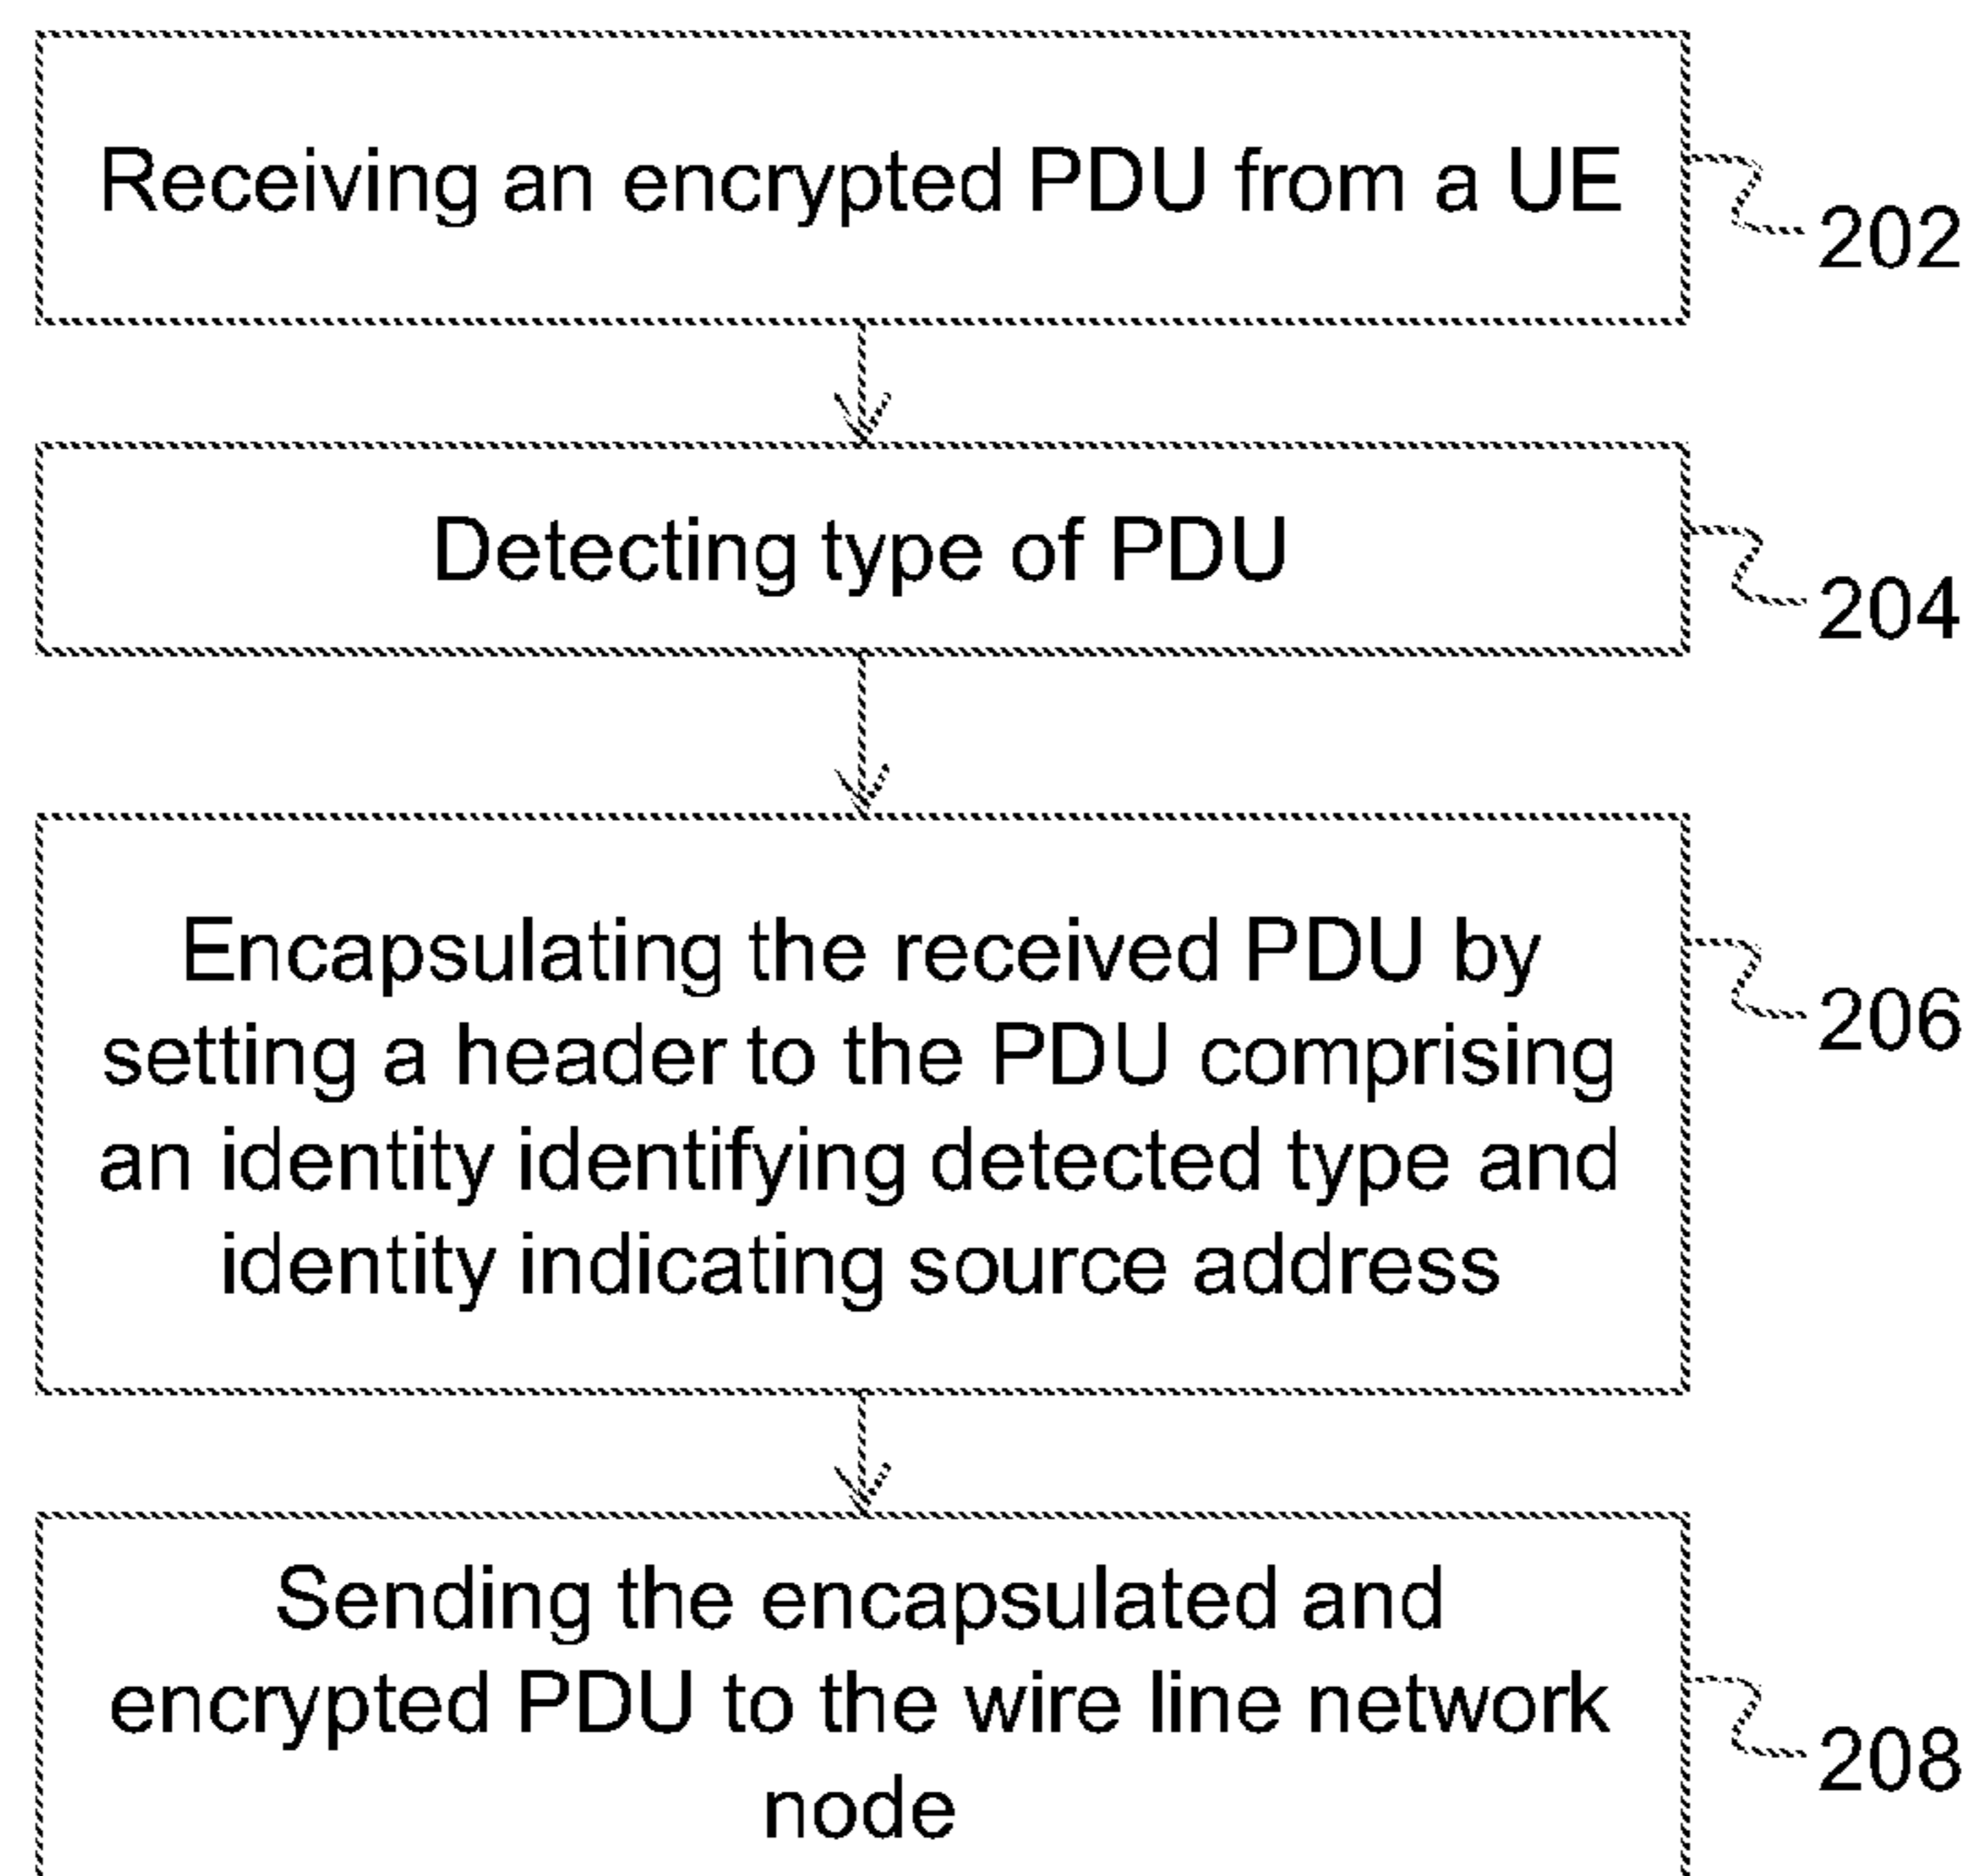 Receiving an encrypted PDU from a UE
202
Detecting type of PDU
204
Encapsulating the received PDU by
setting a header to the PDU comprising
an identity identifying detected type and
identity indicating source address
206
Sending the encapsulated and
encrypted PDU to the wire line network
node
208